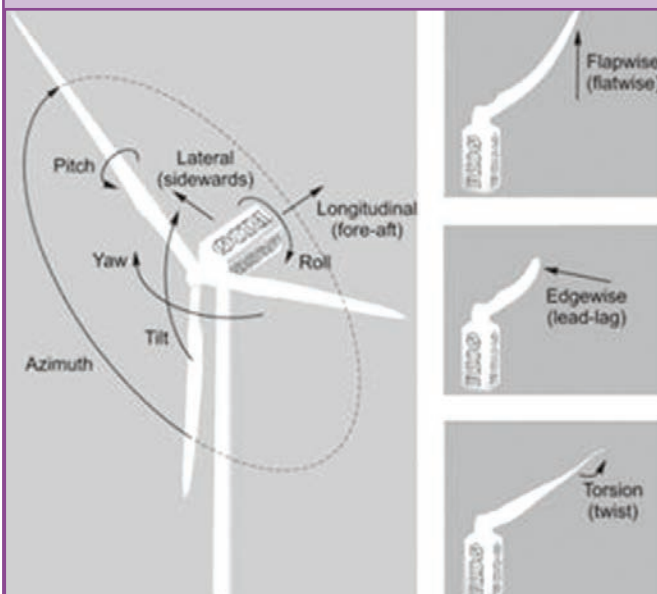 Pitch
Lateral
(sidewards)
Longitudinal
(fore-aft)
Yaw
Roll
Tilt
Azimuth
Flapwise
(flatwise)
Edgewise
(lead-lag)
Torsion
(twist)